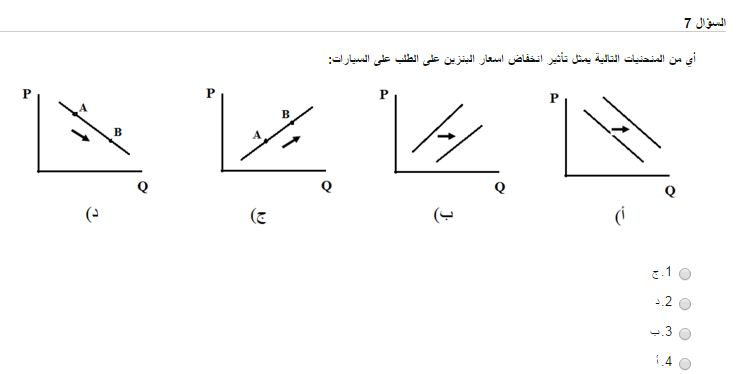 السؤال 7
أي من المنحنيات التالية يمثل تأثير انخفاض اسعار البنزين على الطلب على السيارات:
P
Q
أ)
P
Q
ب)
P
A
B
Q
ج)
P
A
B
Q
د)
1.ج
2.د
3.ب
4.أ